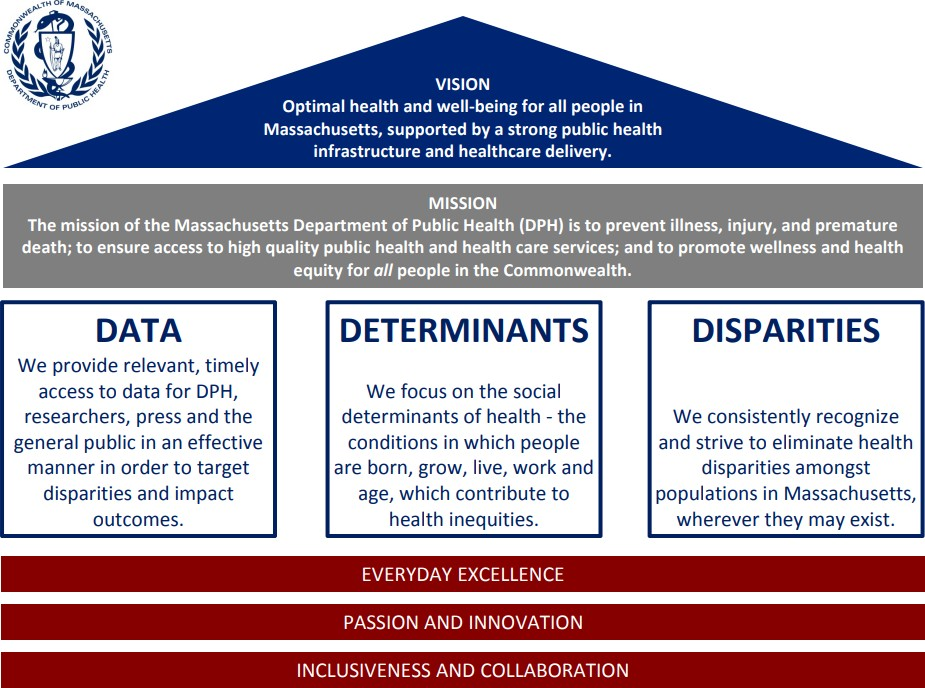 COMMONWEALTH OF MASSACHUSETTS
DEPARTMENT OF PUBLIC HEALTH
VISION
Optimal health and well-being for all people in
Massachusetts, supported by a strong public health
infrastructure and healthcare delivery.
MISSION
The mission of the Massachusetts Department of Public Health (DPH) is to prevent illness, injury, and premature
death; to ensure access to high quality public health and health care services; and to promote wellness and health
equity for all people in the Commonwealth.
DATA
We provide relevant, timely
access to data for DPH,
researchers, press and the
general public in an effective
manner in order to target
disparities and impact
outcomes.
DETERMINANTS
We focus on the social
determinants of health - the
conditions in which people
are born, grow, live, work and
age, which contribute to
health inequities.
DISPARITIES
We consistently recognize
and strive to eliminate health
disparities amongst
populations in Massachusetts,
wherever they may exist.
EVERYDAY EXCELLENCE
PASSION AND INNOVATION
INCLUSIVENESS AND COLLABORATION